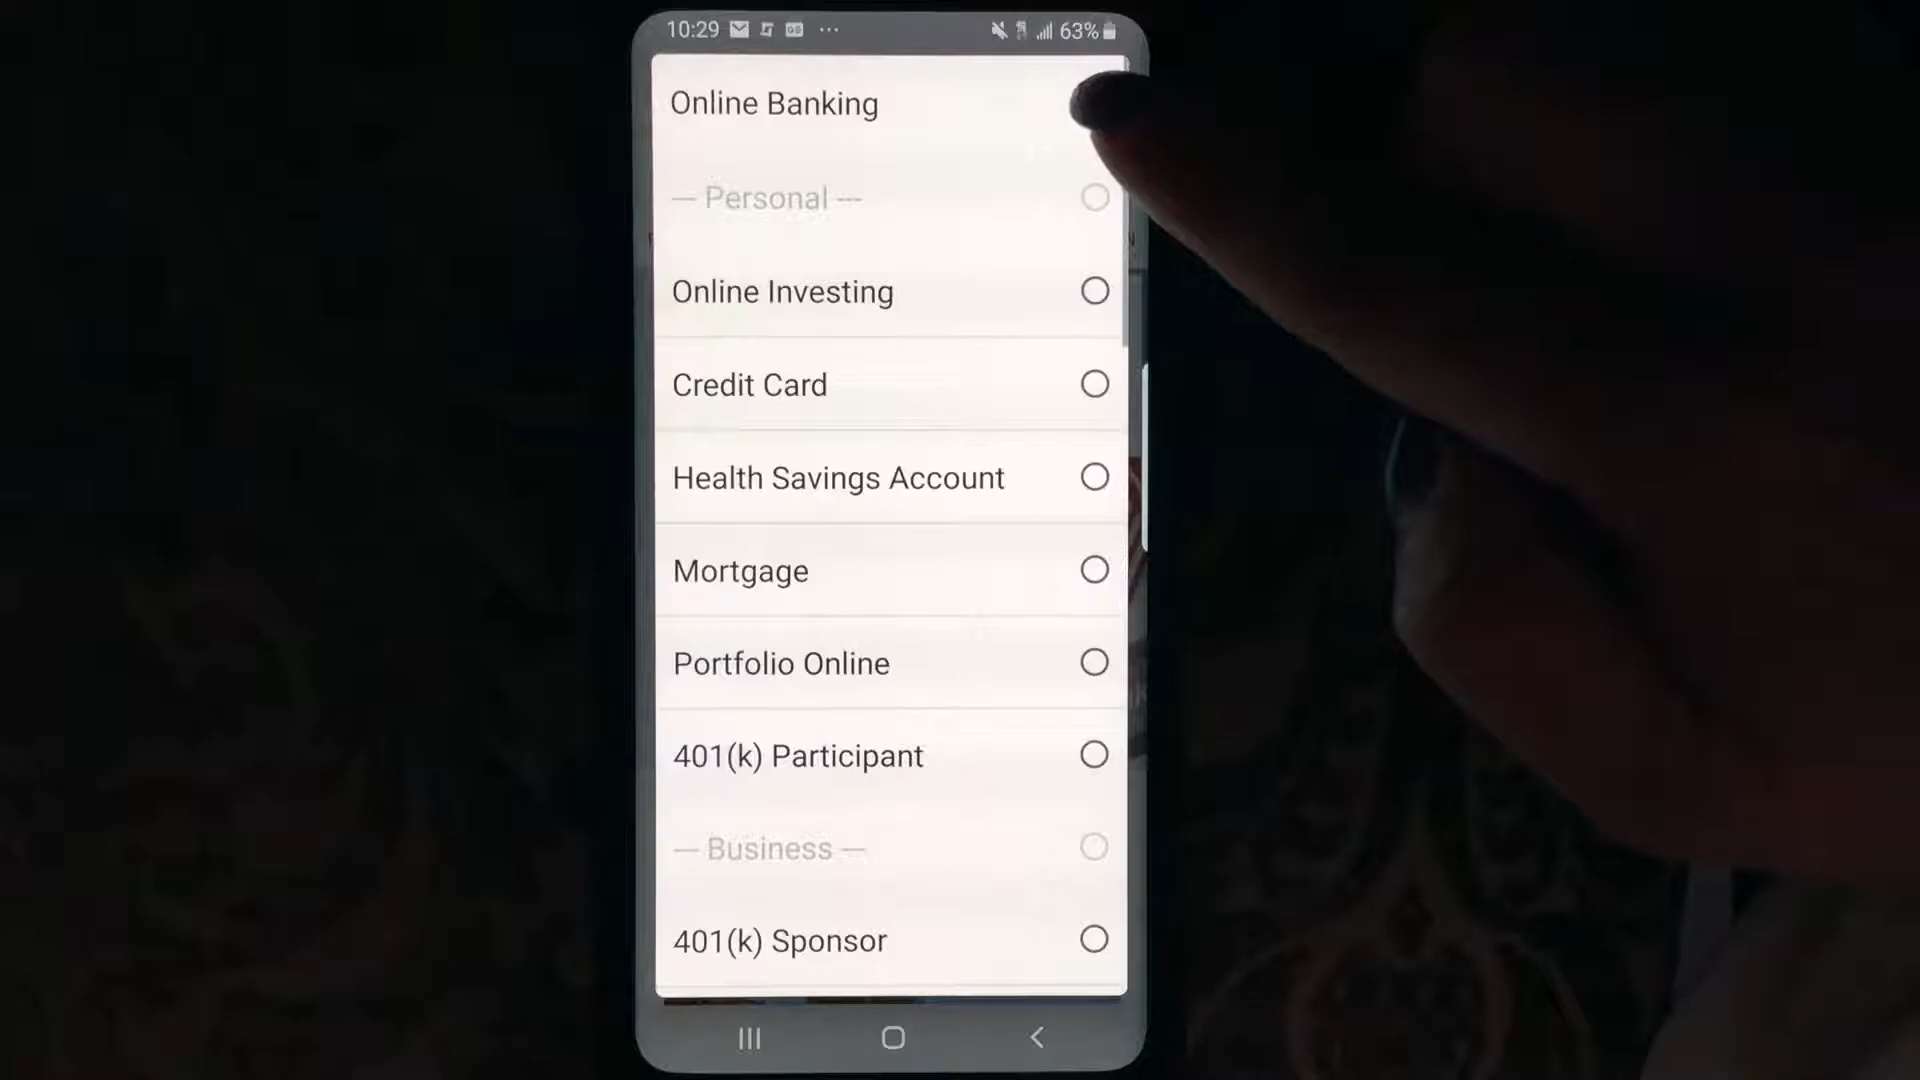 10:29 63%
Online Banking
— Personal —
Online Investing
Credit Card
Health Savings Account
Mortgage
Portfolio Online
401(k) Participant
— Business —
401(k) Sponsor